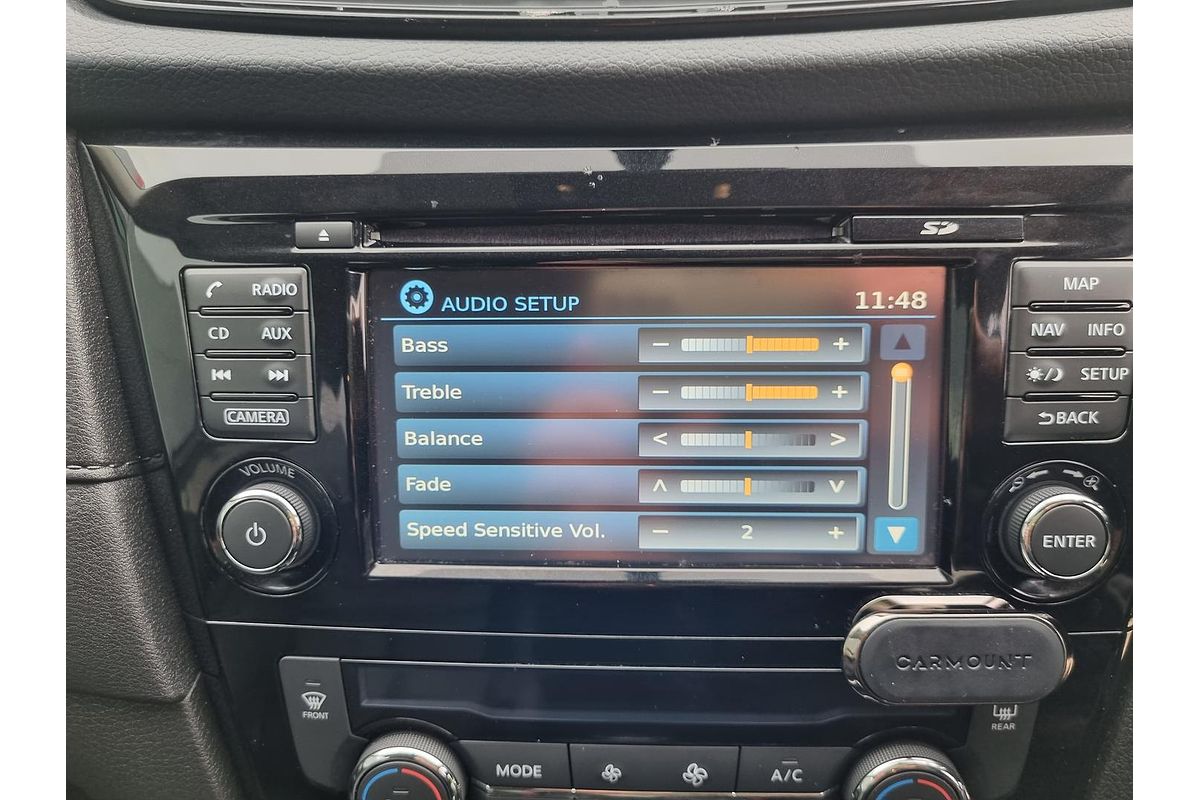 SD
RADIO
CD AUX
CAMERA
VOLUME
AUDIO SETUP 11:48
Bass − +
Treble − +
Balance < >
Fade
Speed Sensitive Vol. − 2 +
MAP
NAV INFO
SETUP
BACK
ENTER
CARMOUNT
FRONT
REAR
MODE
A/C